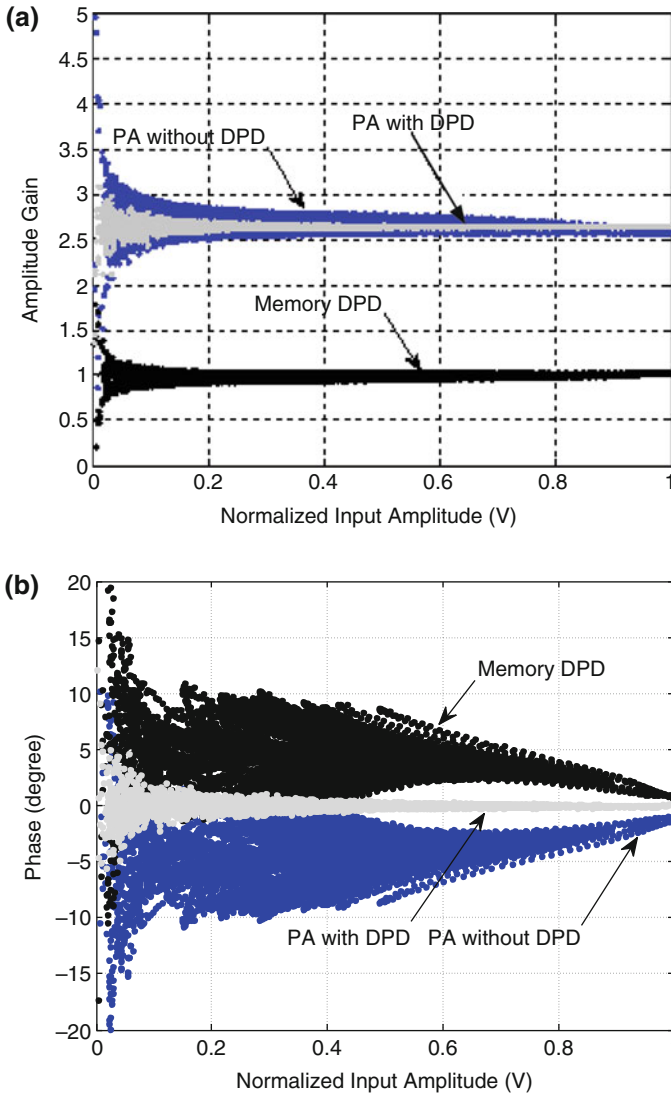 (a)
5
4.5
4
3.5
3
2.5
2
1.5
1
0.5
0
Amplitude Gain
PA without DPD
PA with DPD
Memory DPD
0 0.2 0.4 0.6 0.8 1
Normalized Input Amplitude (V)
(b)
20
15
10
5
0
−5
−10
−15
−20
Phase (degree)
Memory DPD
PA with DPD PA without DPD
0 0.2 0.4 0.6 0.8
Normalized Input Amplitude (V)